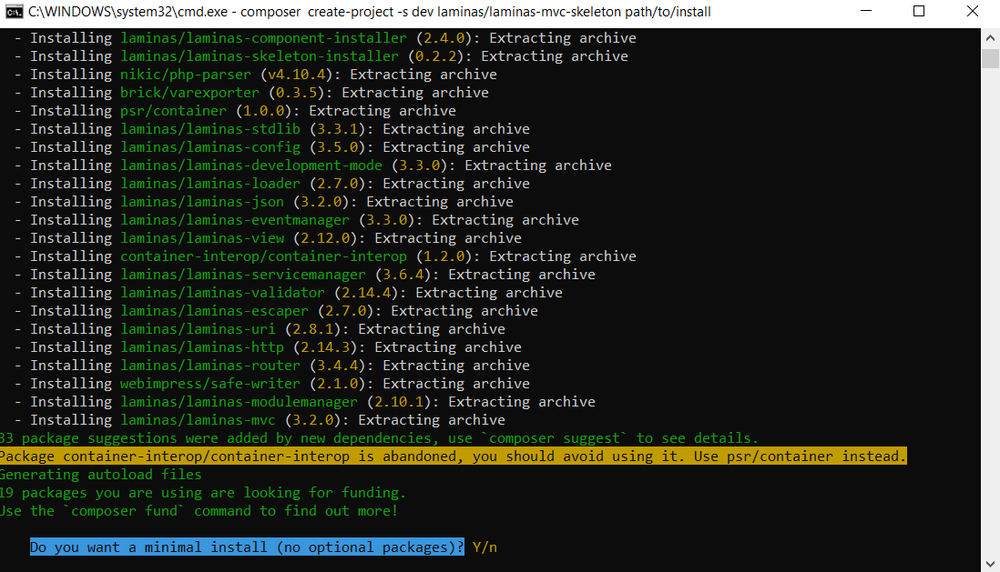 C:\WINDOWS\system32\cmd.exe - composer  create-project -s dev laminas/laminas-mvc-skeleton path/to/install
- Installing laminas/laminas-component-installer (2.4.0): Extracting archive
- Installing laminas/laminas-skeleton-installer (0.2.2): Extracting archive
- Installing nikic/php-parser (v4.10.4): Extracting archive
- Installing brick/varexporter (0.3.5): Extracting archive
- Installing psr/container (1.0.0): Extracting archive
- Installing laminas/laminas-stdlib (3.3.1): Extracting archive
- Installing laminas/laminas-config (3.5.0): Extracting archive
- Installing laminas/laminas-development-mode (3.3.0): Extracting archive
- Installing laminas/laminas-loader (2.7.0): Extracting archive
- Installing laminas/laminas-json (3.2.0): Extracting archive
- Installing laminas/laminas-eventmanager (3.3.0): Extracting archive
- Installing laminas/laminas-view (2.12.0): Extracting archive
- Installing container-interop/container-interop (1.2.0): Extracting archive
- Installing laminas/laminas-servicemanager (3.6.4): Extracting archive
- Installing laminas/laminas-validator (2.14.4): Extracting archive
- Installing laminas/laminas-escaper (2.7.0): Extracting archive
- Installing laminas/laminas-uri (2.8.1): Extracting archive
- Installing laminas/laminas-http (2.14.3): Extracting archive
- Installing laminas/laminas-router (3.4.4): Extracting archive
- Installing webimpress/safe-writer (2.1.0): Extracting archive
- Installing laminas/laminas-modulemanager (2.10.1): Extracting archive
- Installing laminas/laminas-mvc (3.2.0): Extracting archive
33 package suggestions were added by new dependencies, use `composer suggest` to see details.
Package container-interop/container-interop is abandoned, you should avoid using it. Use psr/container instead.
Generating autoload files
19 packages you are using are looking for funding.
Use the `composer fund` command to find out more!
Do you want a minimal install (no optional packages)? Y/n